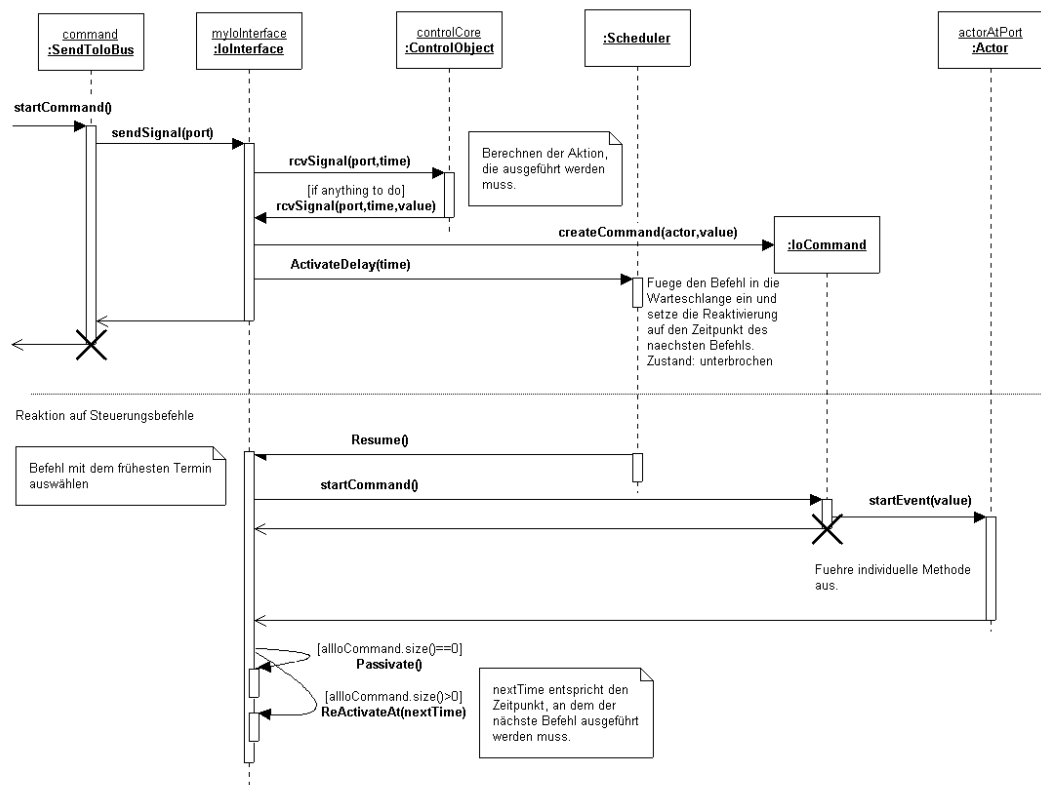 command
:SendToIoBus
myIoInterface
:IoInterface
controlCore
:ControlObject
:Scheduler
actorAtPort
:Actor
startCommand()
sendSignal(port)
rcvSignal(port,time)
Berechnen der Aktion,
die ausgeführt werden
muss.
[if anything to do]
rcvSignal(port,time,value)
createCommand(actor,value)
:IoCommand
ActivateDelay(time)
Fuege den Befehl in die
Warteschlange ein und
setze die Reaktivierung
auf den Zeitpunkt des
naechsten Befehls.
Zustand: unterbrochen
Reaktion auf Steuerungsbefehle
Resume()
Befehl mit dem frühesten Termin
auswählen
startCommand()
startEvent(value)
Fuehre individuelle Methode
aus.
[allIoCommand.size()==0]
Passivate()
[allIoCommand.size()>0]
ReActivateAt(nextTime)
nextTime entspricht den
Zeitpunkt, an dem der
nächste Befehl ausgeführt
werden muss.